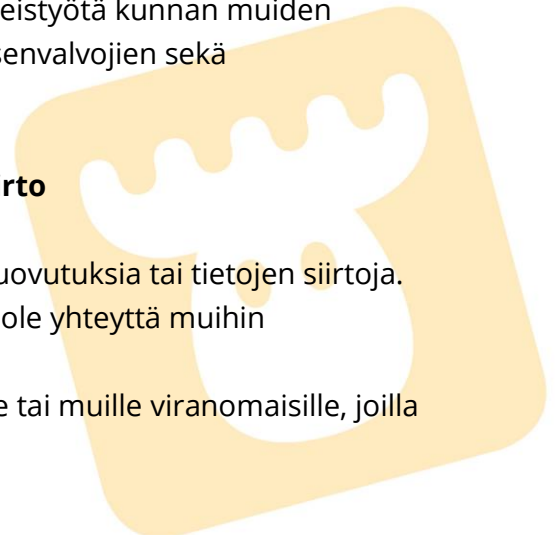 eistyötä kunnan muiden
senvalvojien sekä
rto
uovutuksia tai tietojen siirtoja.
ole yhteyttä muihin
e tai muille viranomaisille, joilla